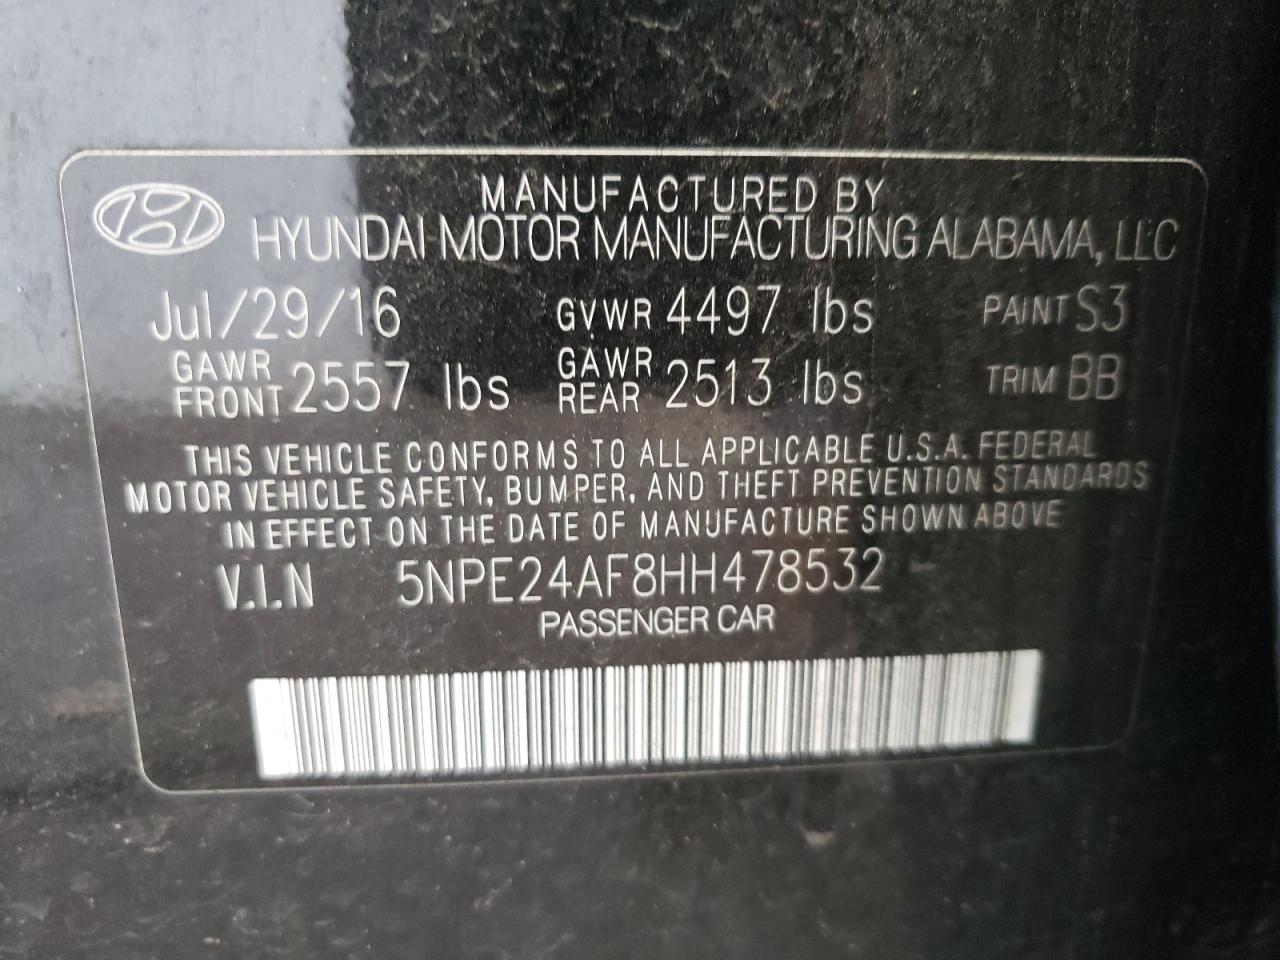 MANUFACTURED BY
HYUNDAI MOTOR MANUFACTURING ALABAMA, LLC
Jul/29/16 GVWR 4497 lbs PAINT S3
GAWR FRONT 2557 lbs GAWR REAR 2513 lbs TRIM BB
THIS VEHICLE CONFORMS TO ALL APPLICABLE U.S.A. FEDERAL
MOTOR VEHICLE SAFETY, BUMPER, AND THEFT PREVENTION STANDARDS
IN EFFECT ON THE DATE OF MANUFACTURE SHOWN ABOVE
V.I.N 5NPE24AF8HH478532
PASSENGER CAR